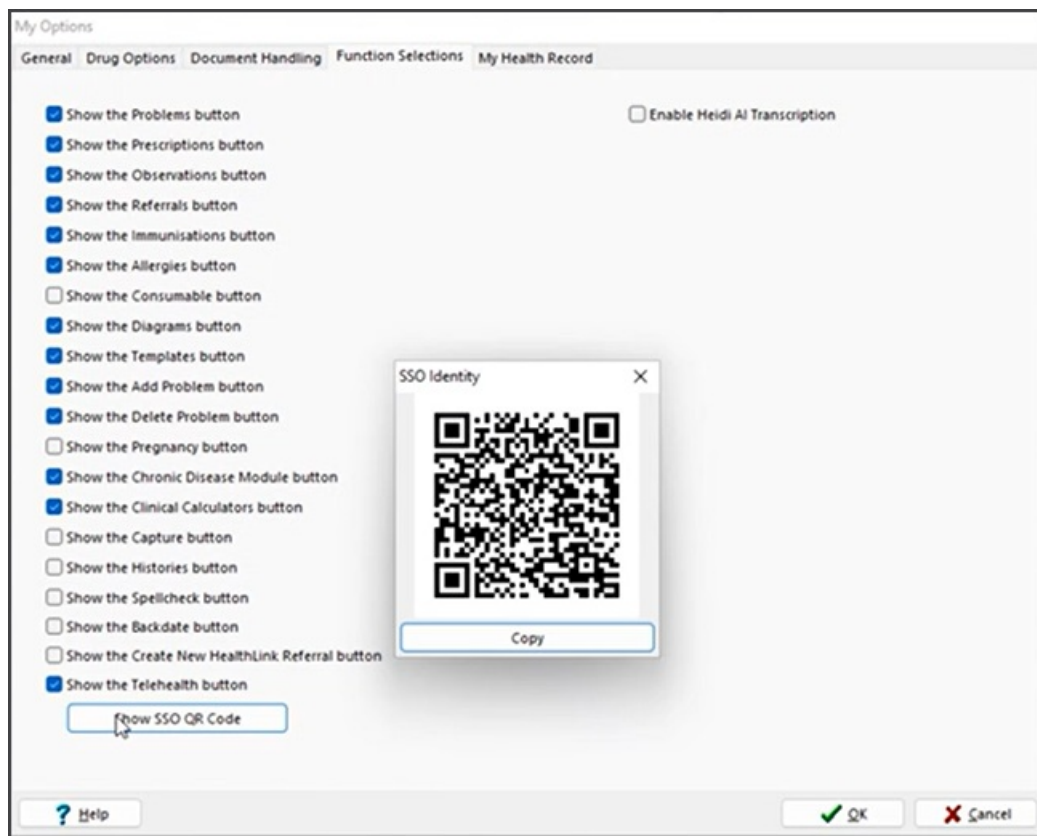 My Options
General Drug Options Document Handling Function Selections My Health Record
Show the Problems button
Show the Prescriptions button
Show the Observations button
Show the Referrals button
Show the Immunisations button
Show the Allergies button
Show the Consumable button
Show the Diagrams button
Show the Templates button
Show the Add Problem button
Show the Delete Problem button
Show the Pregnancy button
Show the Chronic Disease Module button
Show the Clinical Calculators button
Show the Capture button
Show the Histories button
Show the Spellcheck button
Show the Backdate button
Show the Create New HealthLink Referral button
Show the Telehealth button
Show SSO QR Code
Enable Heidi AI Transcription
SSO Identity
Copy
Help
OK
Cancel